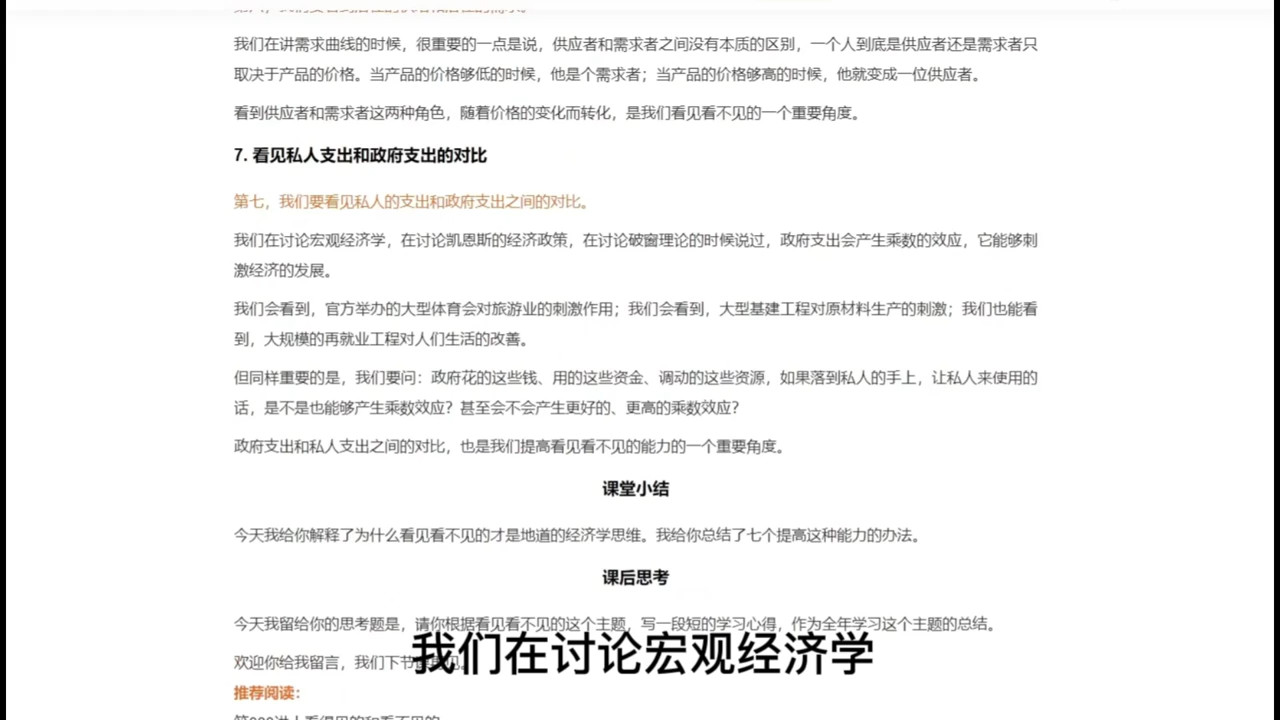 我们在讲需求曲线的时候，很重要的一点是说，供应者和需求者之间没有本质的区别，一个人到底是供应者还是需求者只
取决于产品的价格。当产品的价格够低的时候，他是个需求者；当产品的价格够高的时候，他就变成一位供应者。
看到供应者和需求者这两种角色，随着价格的变化而转化，是我们看见看不见的一个重要角度。
7. 看见私人支出和政府支出的对比
第七，我们要看见私人的支出和政府支出之间的对比。
我们在讨论宏观经济学，在讨论凯恩斯的经济政策，在讨论破窗理论的时候说过，政府支出会产生乘数的效应，它能够刺
激经济的发展。
我们会看到，官方举办的大型体育会对旅游业的刺激作用；我们会看到，大型基建工程对原材料生产的刺激；我们也能看
到，大规模的再就业工程对人们生活的改善。
但同样重要的是，我们要问：政府花的这些钱、用的这些资金、调动的这些资源，如果落到私人的手上，让私人来使用的
话，是不是也能够产生乘数效应？甚至会不会产生更好的、更高的乘数效应？
政府支出和私人支出之间的对比，也是我们提高看见看不见的能力的一个重要角度。
课堂小结
今天我给你解释了为什么看见看不见的才是地道的经济学思维。我给你总结了七个提高这种能力的办法。
课后思考
今天我留给你的思考题是，请你根据看见看不见的这个主题，写一段短的学习心得，作为全年学习这个主题的总结。
我们在讨论宏观经济学
欢迎你给我留言，我们下节
推荐阅读：